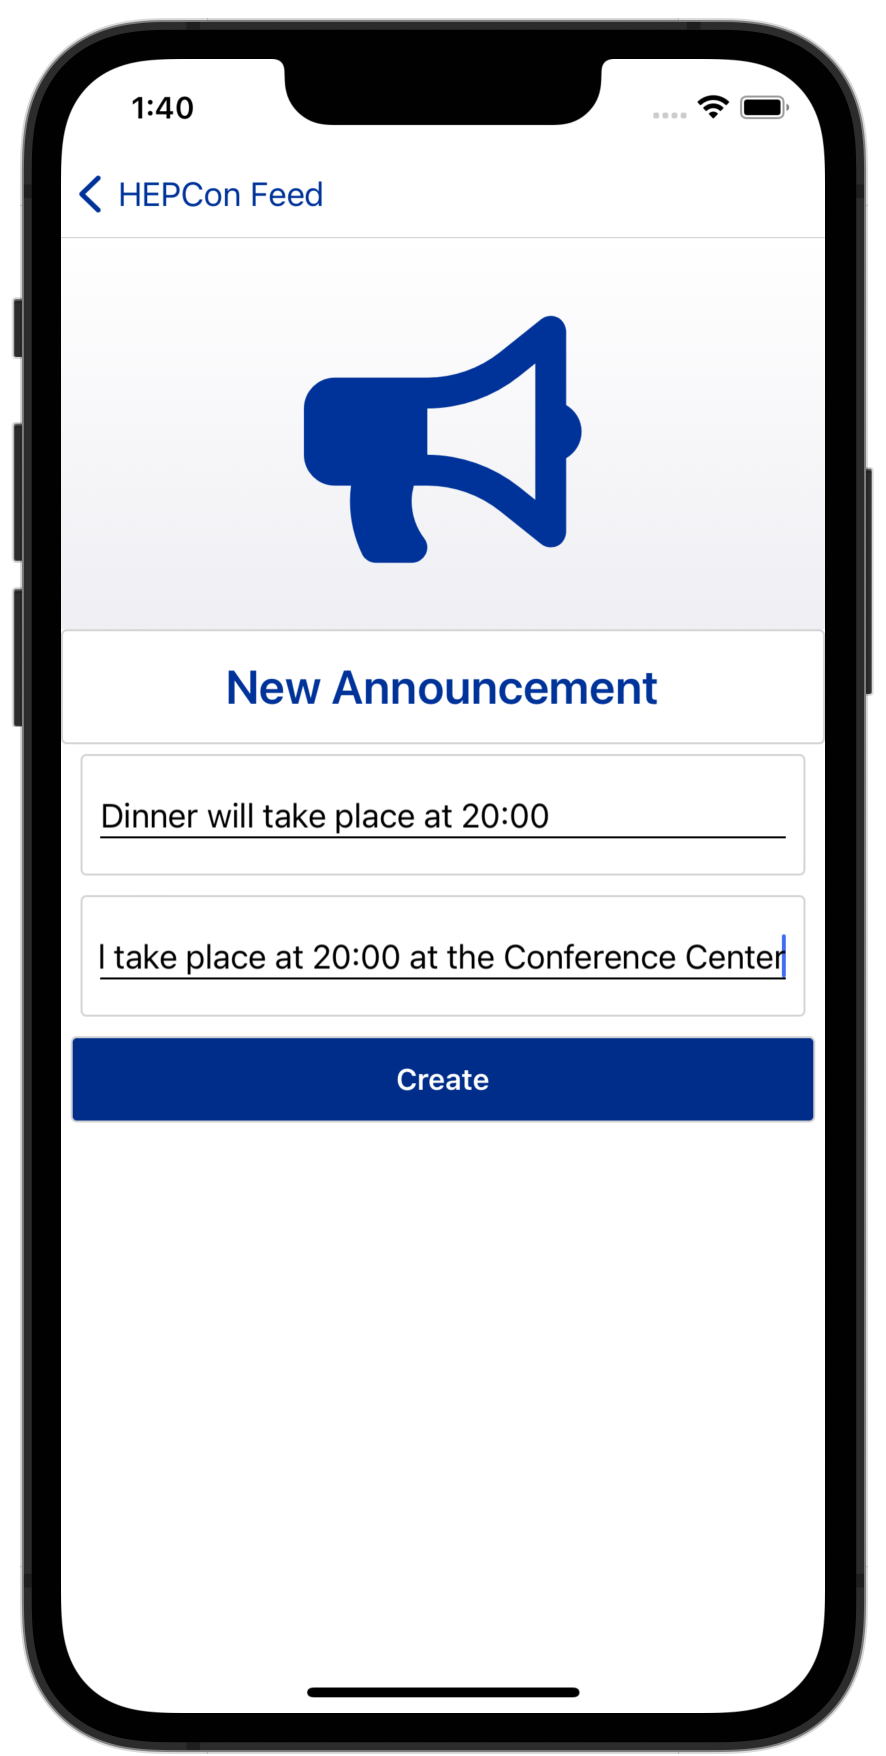 1:40
HEPCon Feed
New Announcement
Dinner will take place at 20:00
l take place at 20:00 at the Conference Center
Create